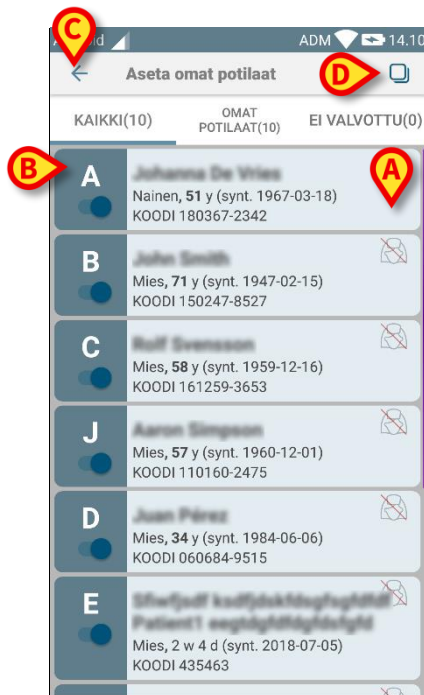 C
ADM 14.10
Aseta omat potilaat
D
KAIKKI(10)
OMAT
POTILAAT(10)
EI VALVOTTU(0)
B
A
A
Nainen, 51 y (synt. 1967-03-18)
KOODI 180367-2342
B
Mies, 71 y (synt. 1947-02-15)
KOODI 150247-8527
C
Mies, 58 y (synt. 1959-12-16)
KOODI 161259-3653
J
Mies, 57 y (synt. 1960-12-01)
KOODI 110160-2475
D
Mies, 34 y (synt. 1984-06-06)
KOODI 060684-9515
E
Mies, 2 w 4 d (synt. 2018-07-05)
KOODI 435463